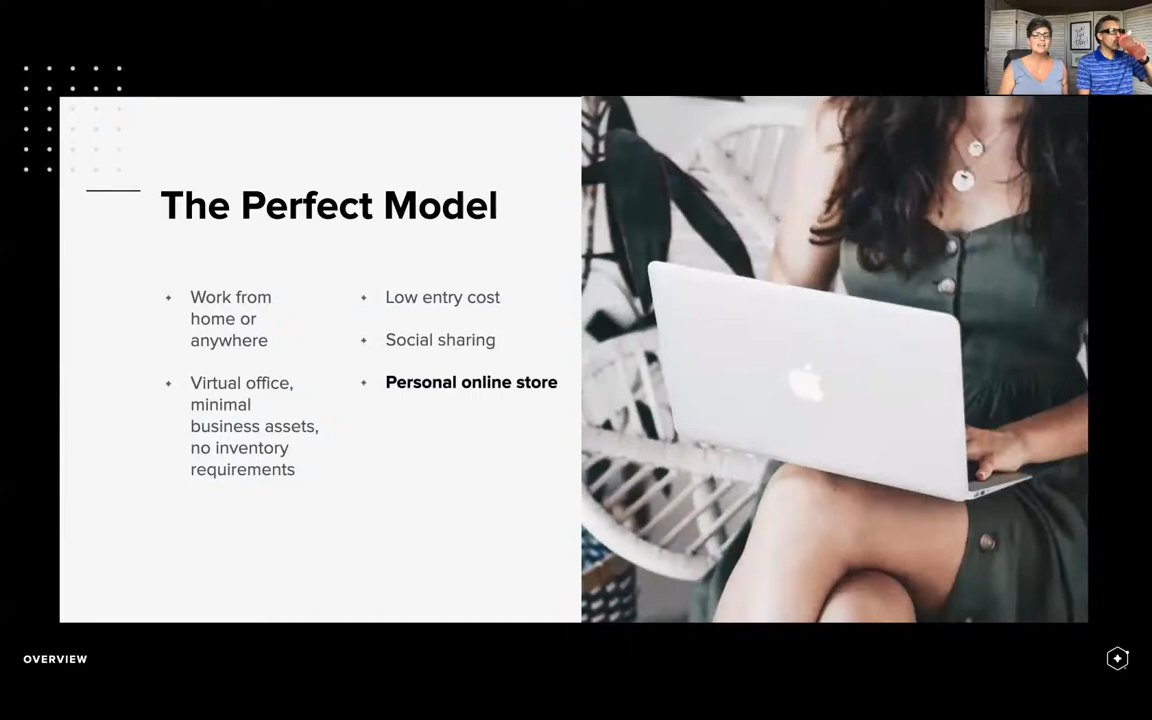 The Perfect Model
Work from
home or
anywhere
Virtual office,
minimal
business assets,
no inventory
requirements
Low entry cost
Social sharing
Personal online store
OVERVIEW